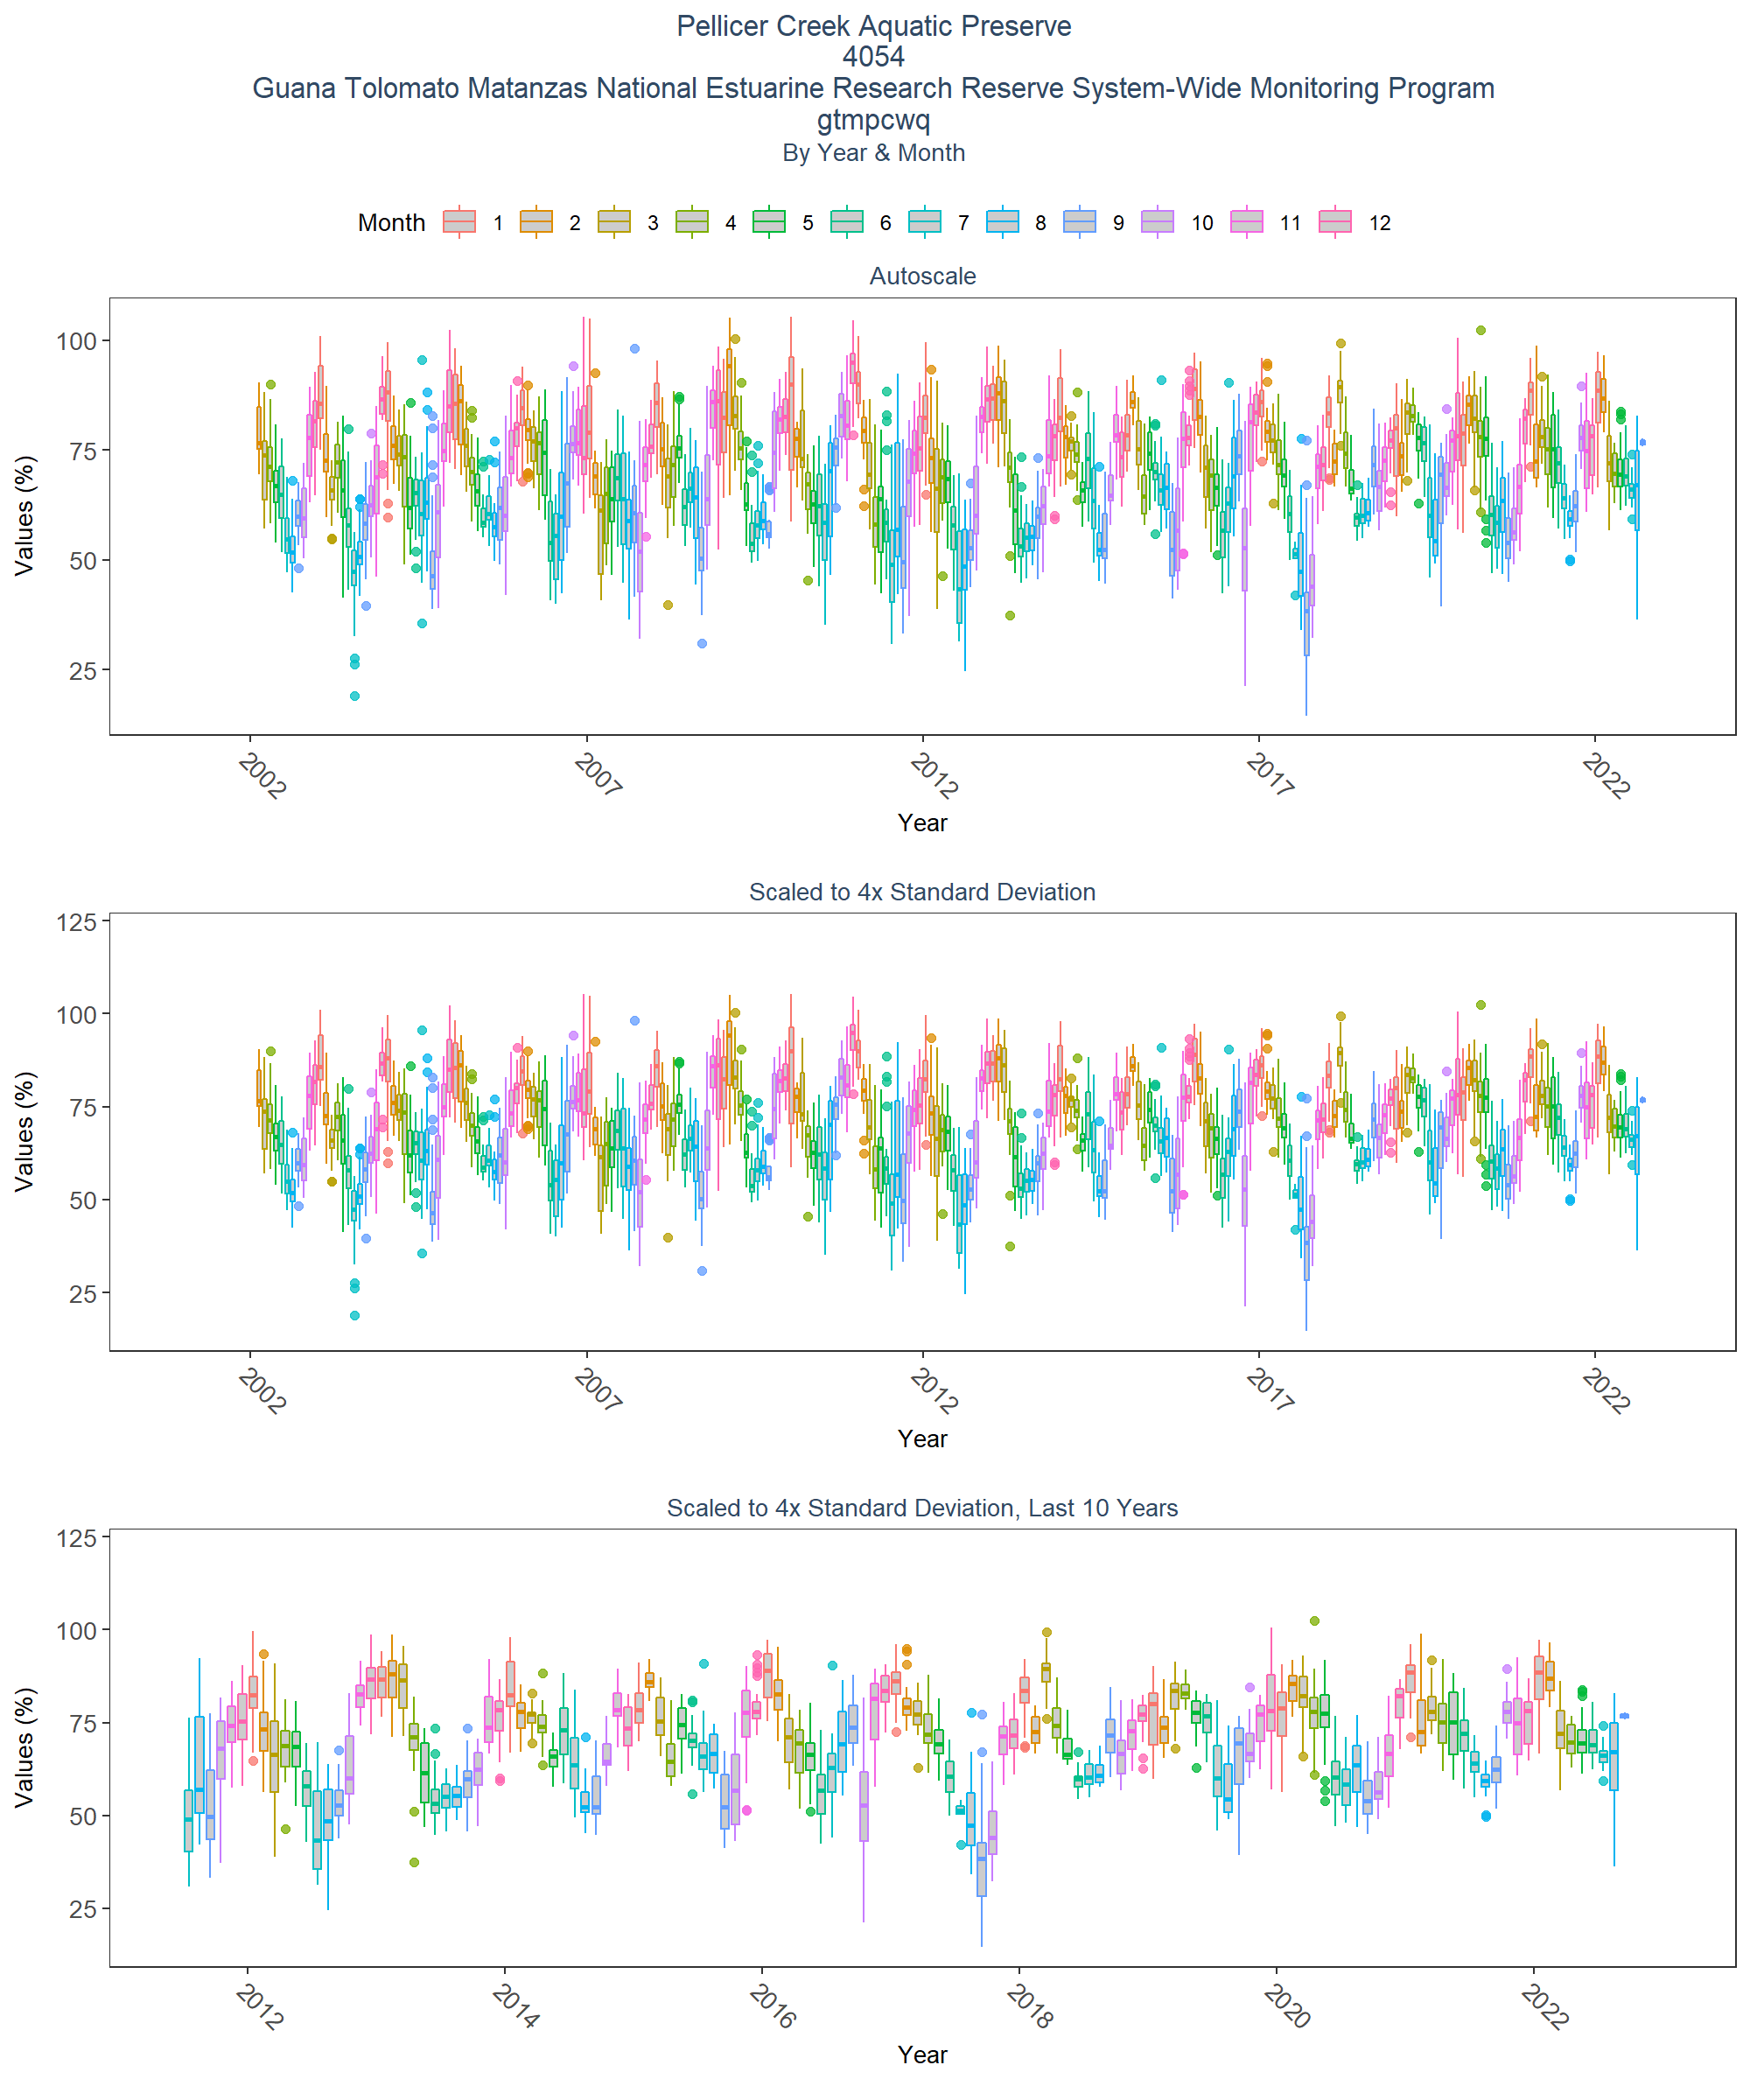 Pellicer Creek Aquatic Preserve
4054
Guana Tolomato Matanzas National Estuarine Research Reserve System-Wide Monitoring Program
gtmpcwq
By Year & Month
Month 1 2 3 4 5 6 7 8 9 10 11 12
Autoscale
Values (%)
100
75
50
25
2002 2007 2012 2017 2022
Year
Scaled to 4x Standard Deviation
Values (%)
125
100
75
50
25
2002 2007 2012 2017 2022
Year
Scaled to 4x Standard Deviation, Last 10 Years
Values (%)
125
100
75
50
25
2012 2014 2016 2018 2020 2022
Year